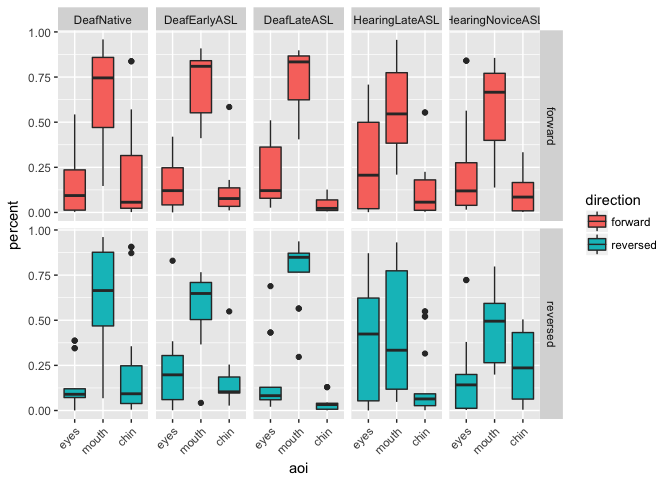 DeafNative DeafEarlyASL DeafLateASL HearingLateASL HearingNoviceASL
1.00
0.75
0.50
0.25
0.00
forward
percent
direction
forward
reversed
1.00
0.75
0.50
0.25
0.00
reversed
eyes mouth chin eyes mouth chin eyes mouth chin eyes mouth chin eyes mouth chin
aoi